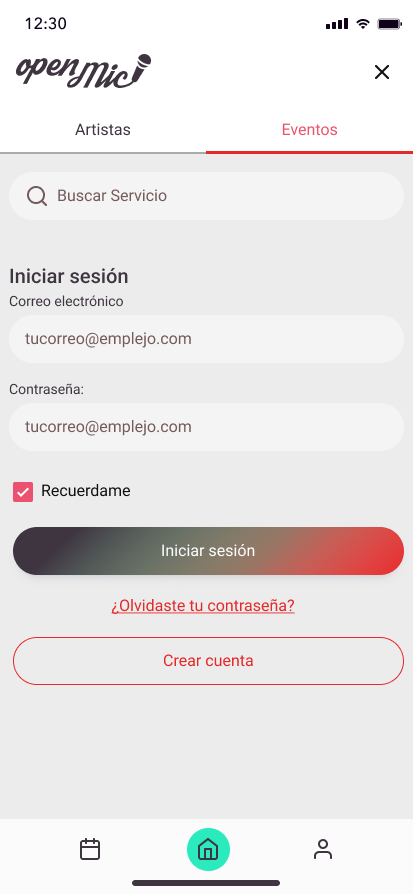 12:30
open Mic
Artistas
Eventos
Buscar Servicio
Iniciar sesión
Correo electrónico
tucorreo@emplejo.com
Contraseña:
tucorreo@emplejo.com
Recuerdame
Iniciar sesión
¿Olvidaste tu contraseña?
Crear cuenta